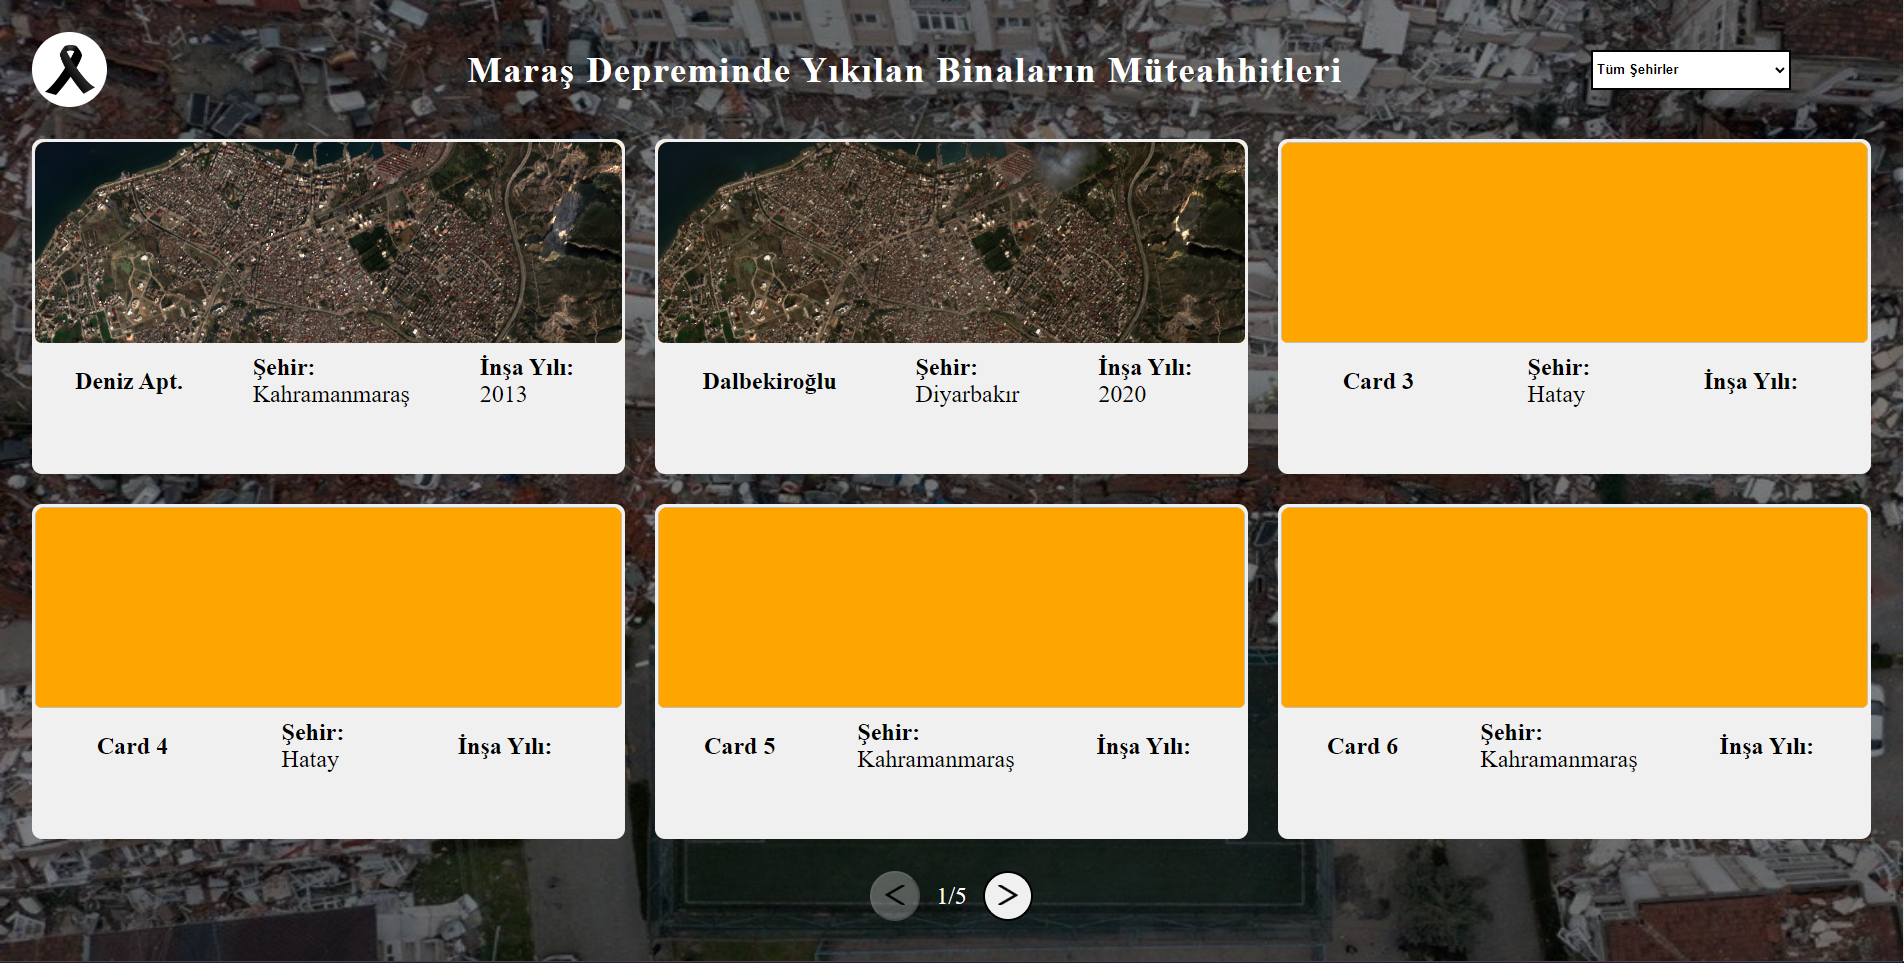 Maraş Depreminde Yıkılan Binaların Müteahhitleri
Tüm Şehirler
Deniz Apt.
Şehir:
Kahramanmaraş
İnşa Yılı:
2013
Dalbekiroğlu
Şehir:
Diyarbakır
İnşa Yılı:
2020
Card 3
Şehir:
Hatay
İnşa Yılı:
Card 4
Şehir:
Hatay
İnşa Yılı:
Card 5
Şehir:
Kahramanmaraş
İnşa Yılı:
Card 6
Şehir:
Kahramanmaraş
İnşa Yılı:
< 1/5 >